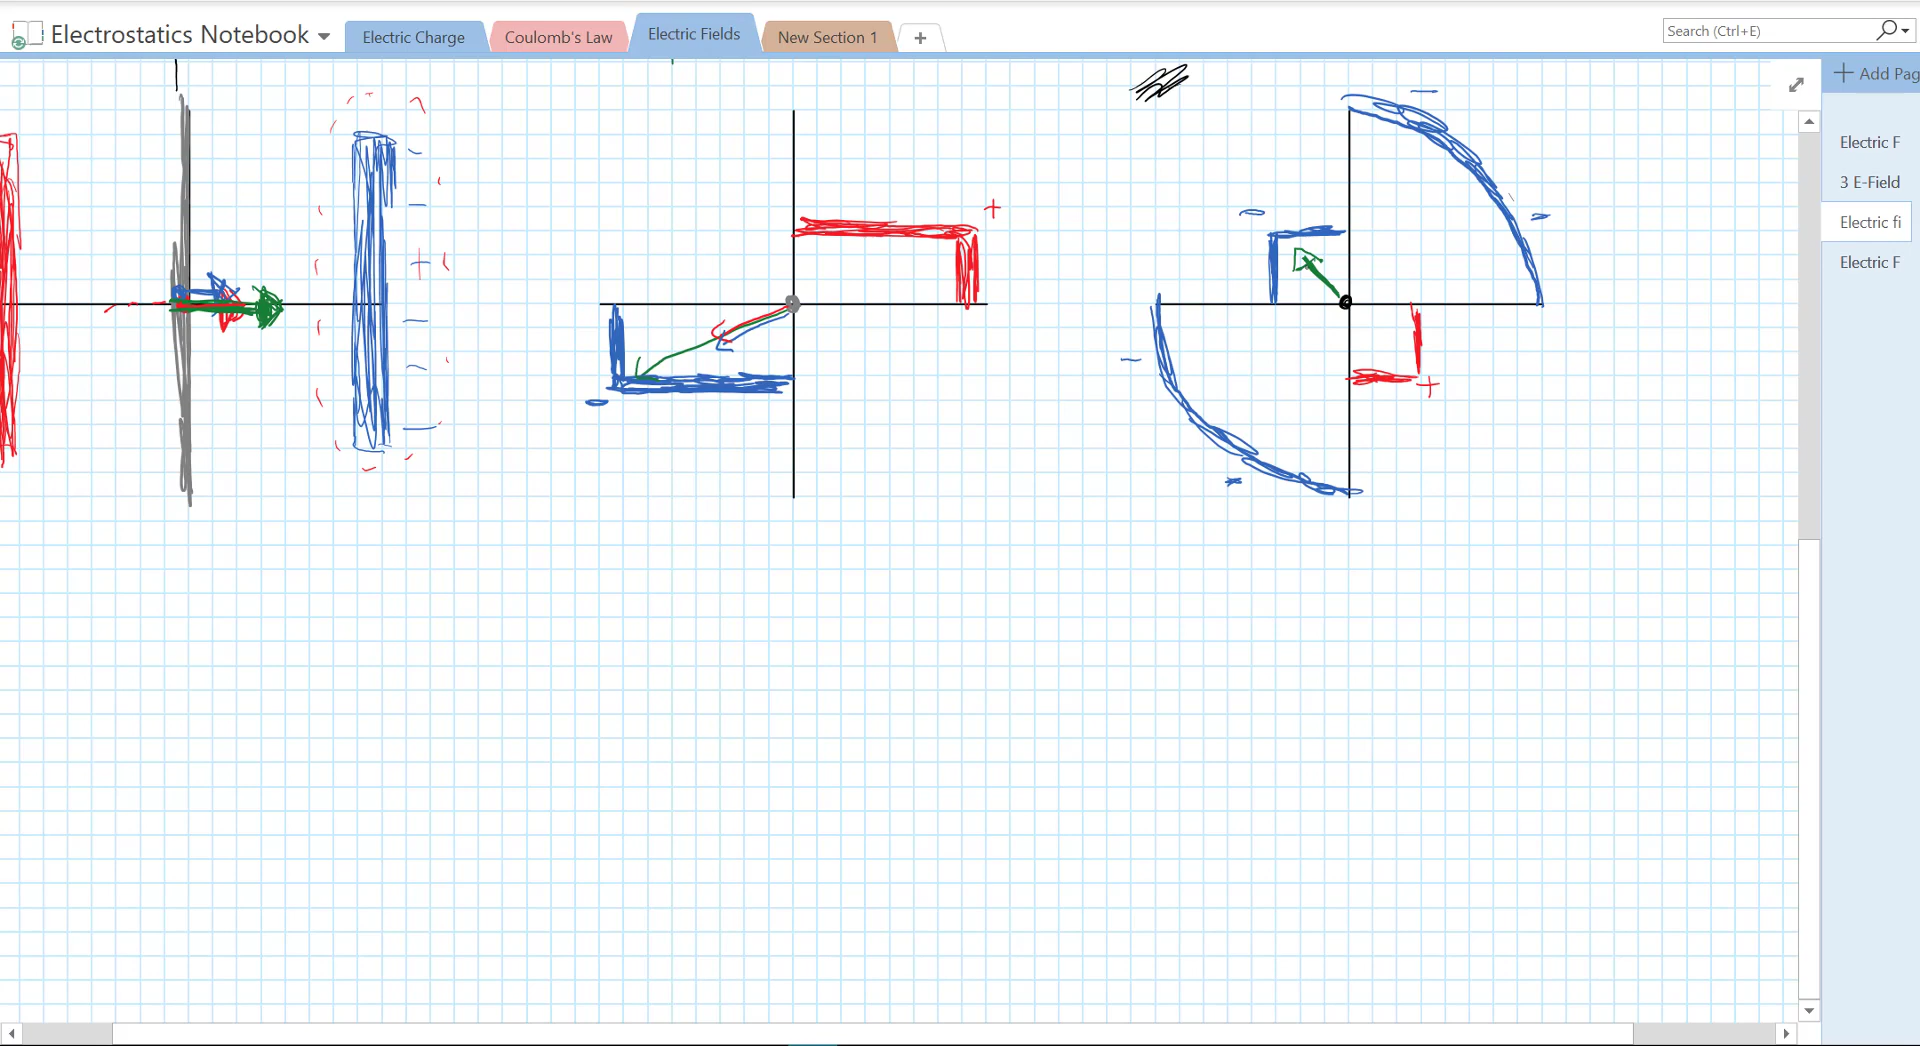 Electrostatics Notebook
Electric Charge
Coulomb's Law
Electric Fields
New Section 1
+
Search (Ctrl+E)
+ Add Pag
Electric F
3 E-Field
Electric fi
Electric F
- - + - - -
+
-
- - - - +